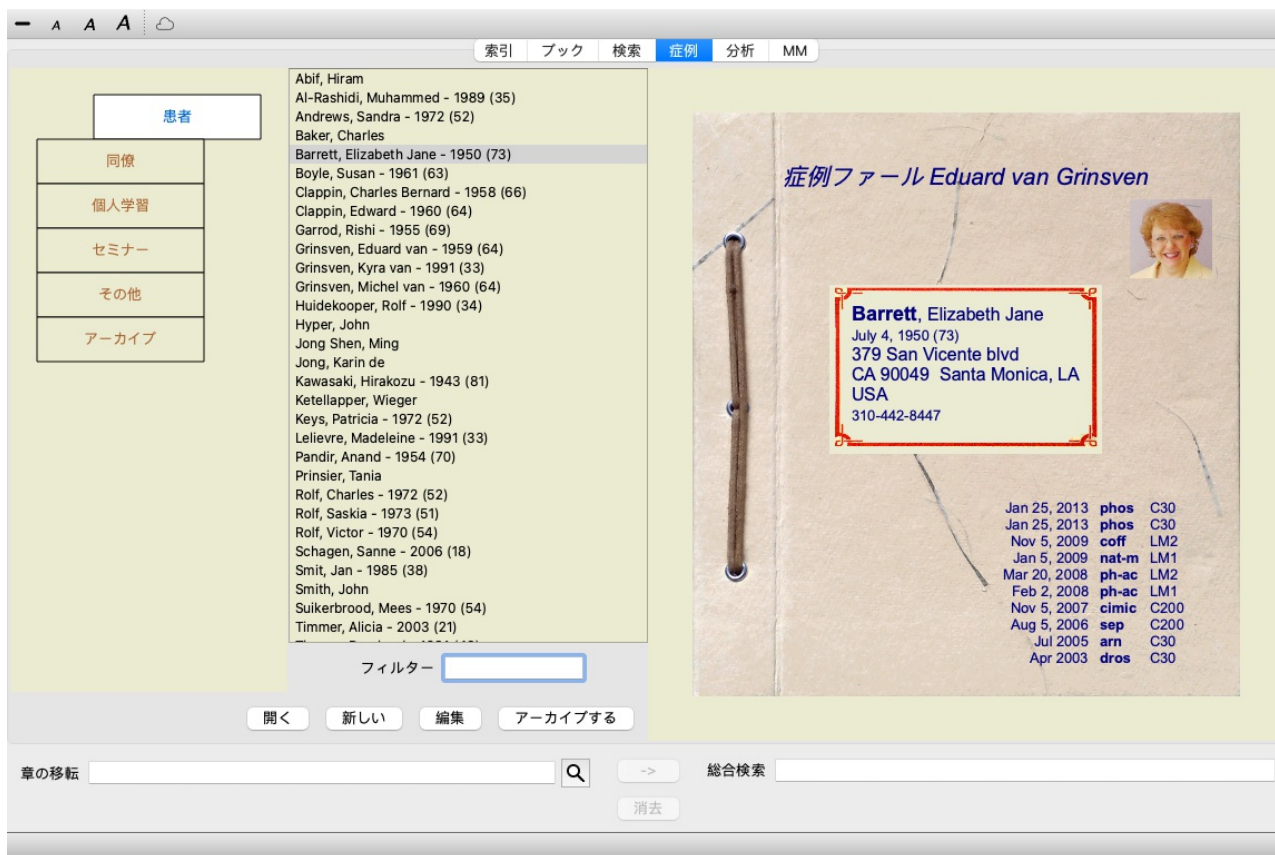 A A A
索引 ブック 検索 症例 分析 MM
患者
同僚
個人学習
セミナー
その他
アーカイブ
Abif, Hiram
Al-Rashidi, Muhammed - 1989 (35)
Andrews, Sandra - 1972 (52)
Baker, Charles
Barrett, Elizabeth Jane - 1950 (73)
Boyle, Susan - 1961 (63)
Clappin, Charles Bernard - 1958 (66)
Clappin, Edward - 1960 (64)
Garrod, Rishi - 1955 (69)
Grinsven, Eduard van - 1959 (64)
Grinsven, Kyra van - 1991 (33)
Grinsven, Michel van - 1960 (64)
Huidekooper, Rolf - 1990 (34)
Hyper, John
Jong Shen, Ming
Jong, Karin de
Kawasaki, Hirakozu - 1943 (81)
Ketellapper, Wieger
Keys, Patricia - 1972 (52)
Lelievre, Madeleine - 1991 (33)
Pandir, Anand - 1954 (70)
Prinsier, Tania
Rolf, Charles - 1972 (52)
Rolf, Saskia - 1973 (51)
Rolf, Victor - 1970 (54)
Schagen, Sanne - 2006 (18)
Smit, Jan - 1985 (38)
Smith, John
Suikerbrood, Mees - 1970 (54)
Timmer, Alicia - 2003 (21)
フィルター
開く 新しい 編集 アーカイブする
症例ファール Eduard van Grinsven
Barrett, Elizabeth Jane
July 4, 1950 (73)
379 San Vicente blvd
CA 90049 Santa Monica, LA
USA
310-442-8447
Jan 25, 2013 phos C30
Jan 25, 2013 phos C30
Nov 5, 2009 coff LM2
Jan 5, 2009 nat-m LM1
Mar 20, 2008 ph-ac LM2
Feb 2, 2008 ph-ac LM1
Nov 5, 2007 cimic C200
Aug 5, 2006 sep C200
Jul 2005 arn C30
Apr 2003 dros C30
章の移転 -> 総合検索
消去